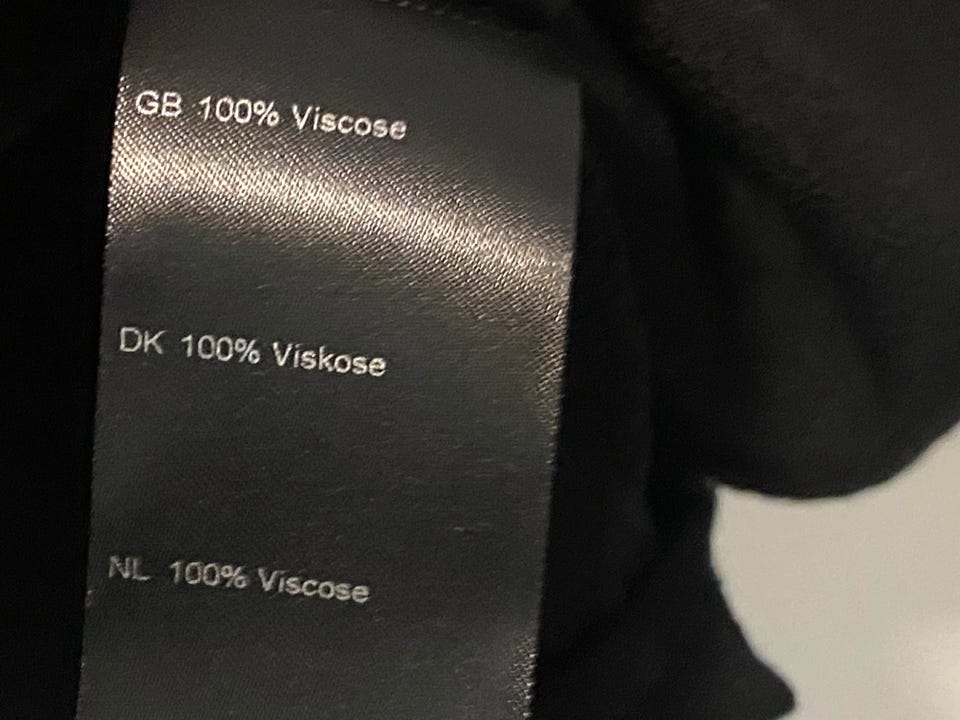 GB 100% Viscose
DK 100% Viskose
NL 100% Viscose